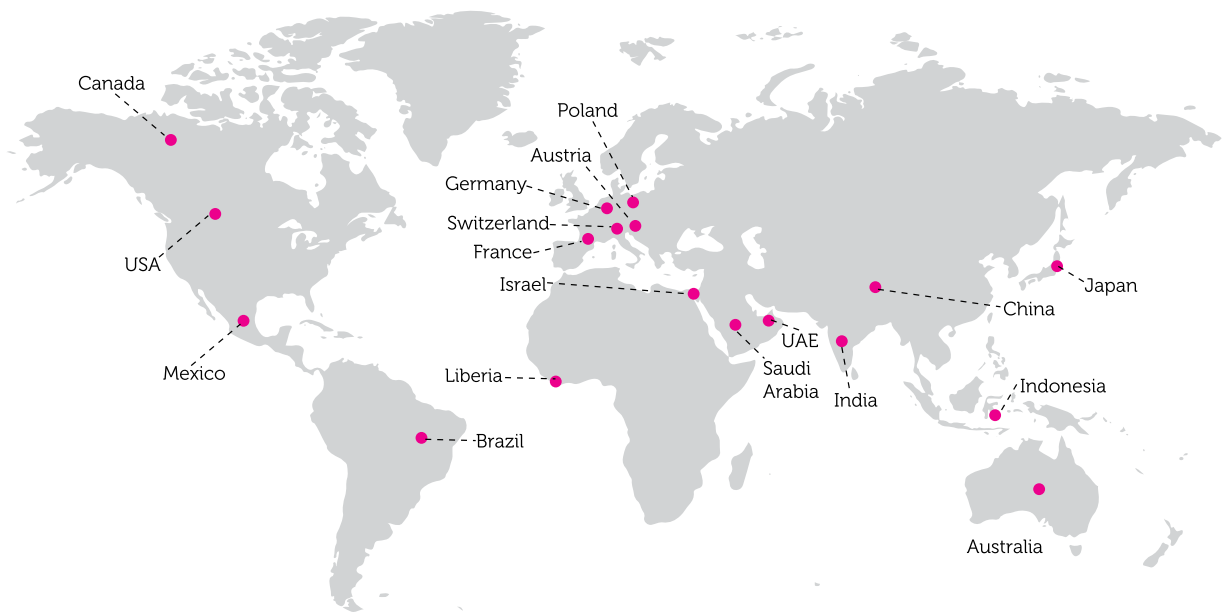 Canada
Poland
Austria
Germany
Switzerland
France
USA
Israel
Japan
China
UAE
Mexico
Saudi
Arabia
Liberia
Indonesia
India
Brazil
Australia